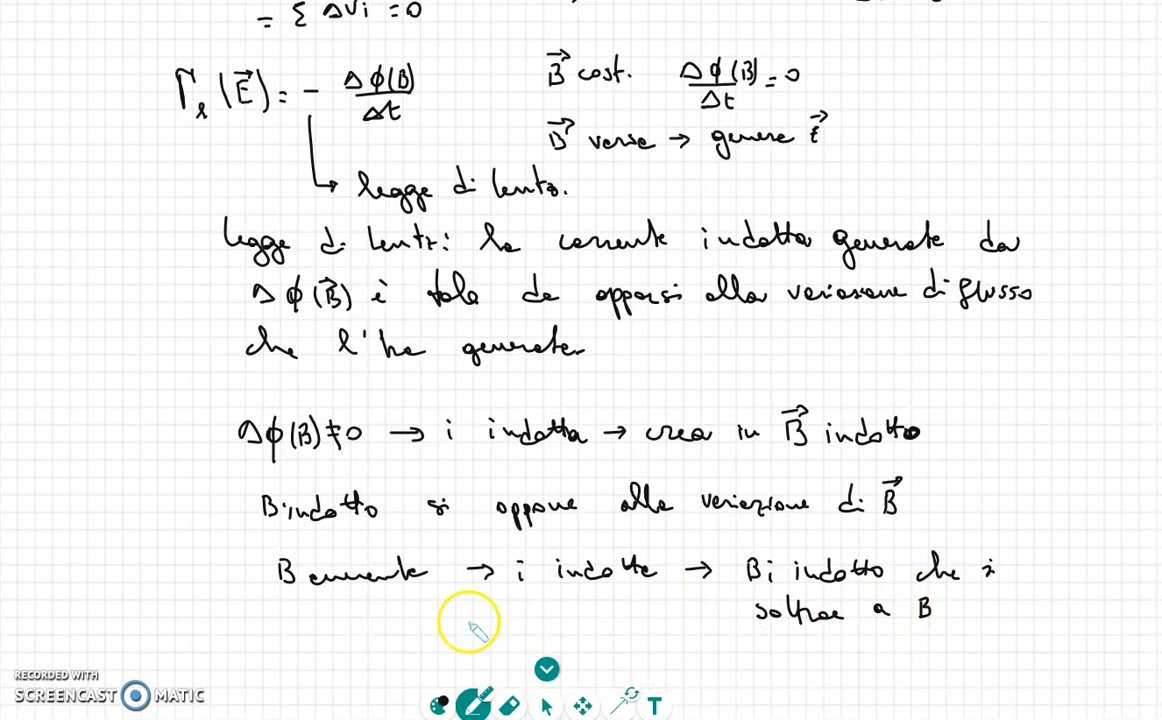 = Σ ΔVi = 0
Γℓ (E⃗) = - Δϕ(B)/Δt B⃗ cost. Δϕ(B)/Δt = 0
B⃗ varia → genera E⃗
legge di lentz.
legge di lentz: la corrente indotta generata da
Δϕ(B⃗) è tale da opporsi alla variazione di flusso
che l'ha generata
Δϕ(B) ≠ 0 → i indotta → crea un B⃗ indotto
B indotto si oppone alla variazione di B⃗
B aumenta → i indotta → Bi indotto che si
sottrae a B
RECORDED WITH
SCREENCAST MATIC
T